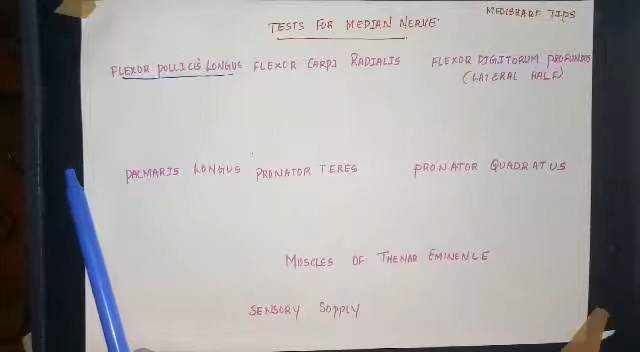 MEDISHARE TIPS
TESTS FOR MEDIAN NERVE
FLEXOR POLLICIS LONGUS FLEXOR CARPI RADIALIS FLEXOR DIGITORUM PROFUNDUS
(LATERAL HALF)
PALMARIS LONGUS PRONATOR TERES PRONATOR QUADRATUS
MUSCLES OF THENAR EMINENCE
SENSORY SUPPLY